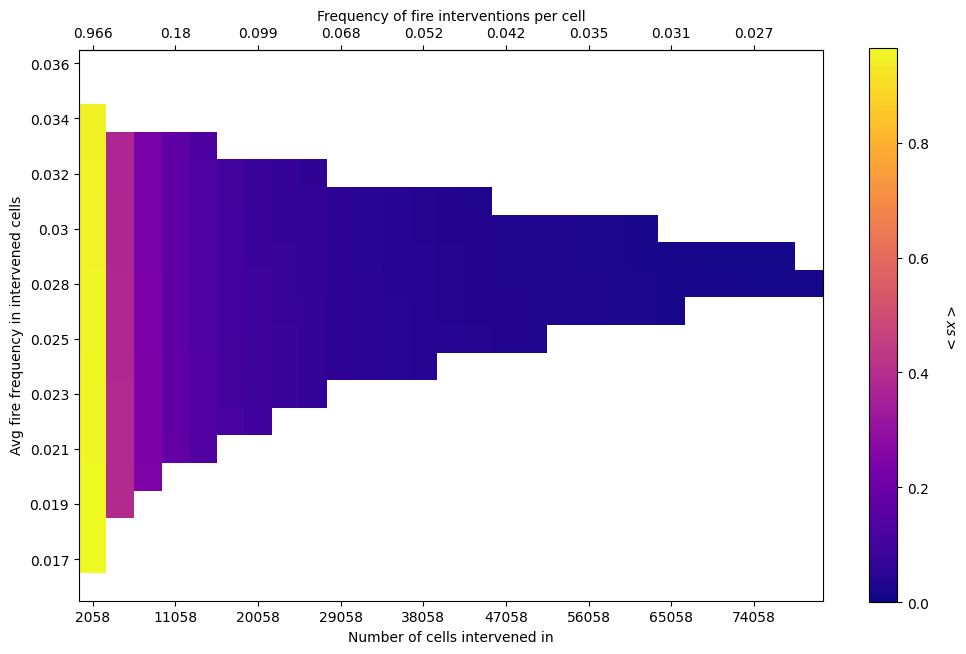 Frequency of fire interventions per cell
0.966 0.18 0.099 0.068 0.052 0.042 0.035 0.031 0.027
0.036
0.034
0.032
0.03
0.028
0.025
0.023
0.021
0.019
0.017
Avg fire frequency in intervened cells
2058 11058 20058 29058 38058 47058 56058 65058 74058
Number of cells intervened in
0.8
0.6
0.4
0.2
0.0
< sx >